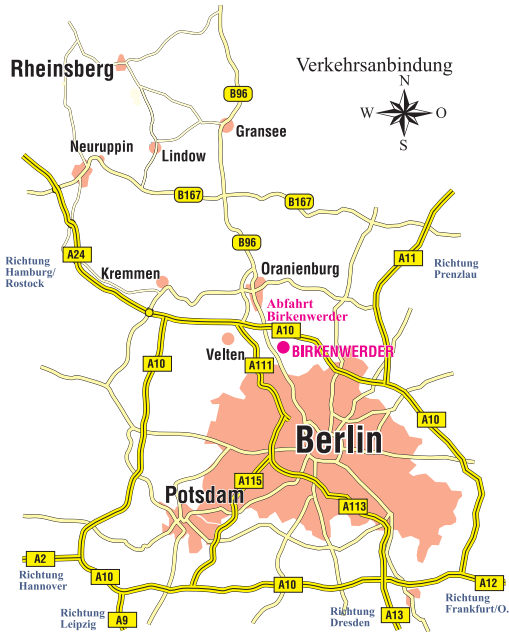 Verkehrsanbindung
N
W
O
S
Rheinsberg
B96
Gransee
Neuruppin
Lindow
B167
B167
B96
A24
Richtung
Hamburg/
Rostock
A11
Richtung
Prenzlau
Kremmen
Oranienburg
Abfahrt
Birkenwerder
A10
BIRKENWERDER
Velten
A10
A111
A10
Berlin
Potsdam
A115
A113
A2
Richtung
Hannover
A10
A10
A12
Richtung
Frankfurt/O.
Richtung
Leipzig
A9
Richtung
Dresden
A13